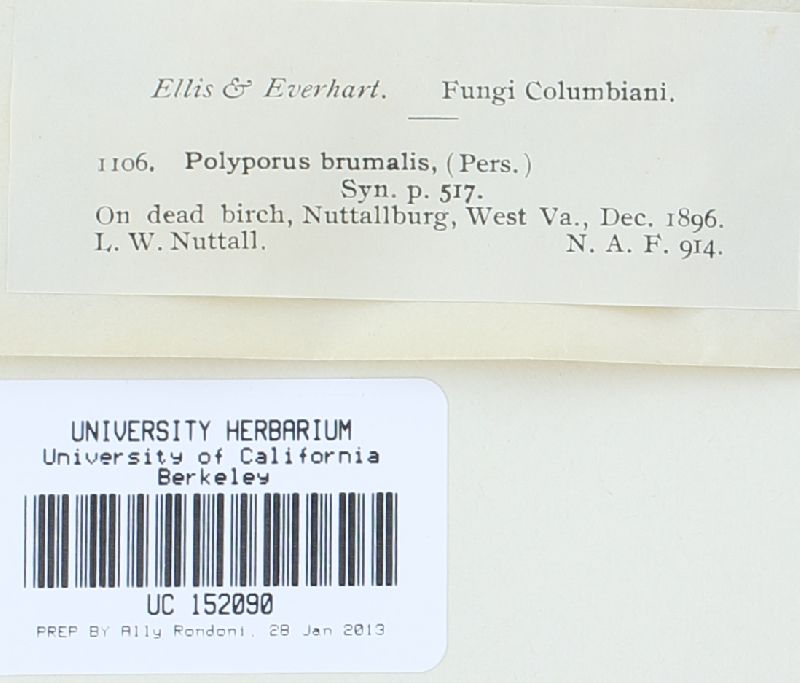 Ellis & Everhart. Fungi Columbiani.
1106. Polyporus brumalis, (Pers.)
Syn. p. 517.
On dead birch, Nuttallburg, West Va., Dec. 1896.
L. W. Nuttall. N. A. F. 914.
UNIVERSITY HERBARIUM
University of California
Berkeley
UC 152090
PREP BY Ally Rondoni. 28 Jan 2013